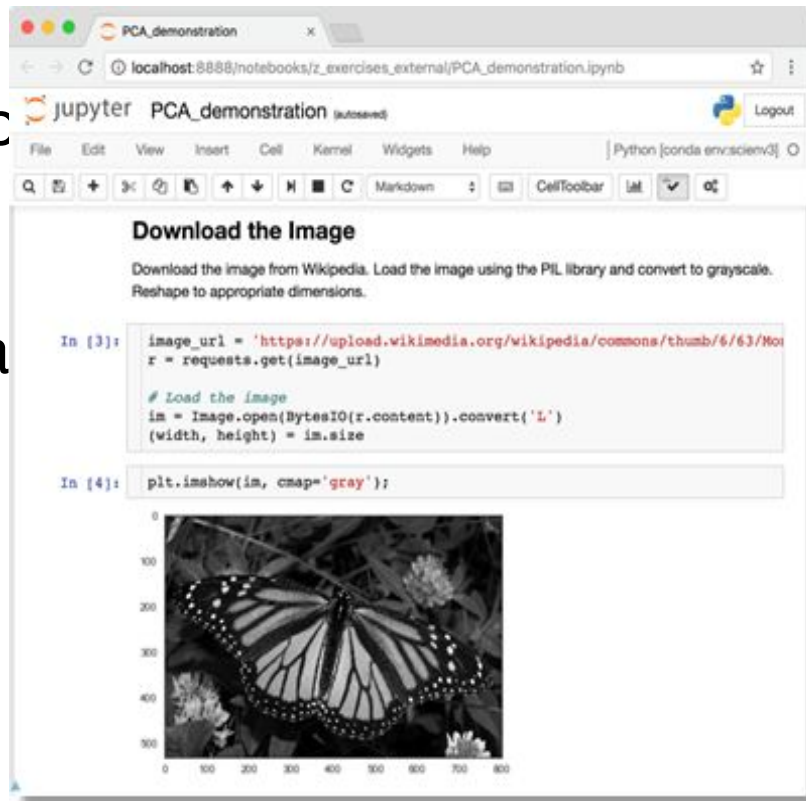 PCA_demonstration ×
localhost:8888/notebooks/z_exercises_external/PCA_demonstration.ipynb
jupyter PCA_demonstration (autosaved) Logout
File Edit View Insert Cell Kernel Widgets Help Python [conda env:scienv3]
Markdown CellToolbar
Download the Image
Download the image from Wikipedia. Load the image using the PIL library and convert to grayscale.
Reshape to appropriate dimensions.
In [3]: image_url = 'https://upload.wikimedia.org/wikipedia/commons/thumb/6/63/Mo
r = requests.get(image_url)
# Load the image
im = Image.open(BytesIO(r.content)).convert('L')
(width, height) = im.size
In [4]: plt.imshow(im, cmap='gray');
0
100
200
300
400
500
0 100 200 300 400 500 600 700 800
a